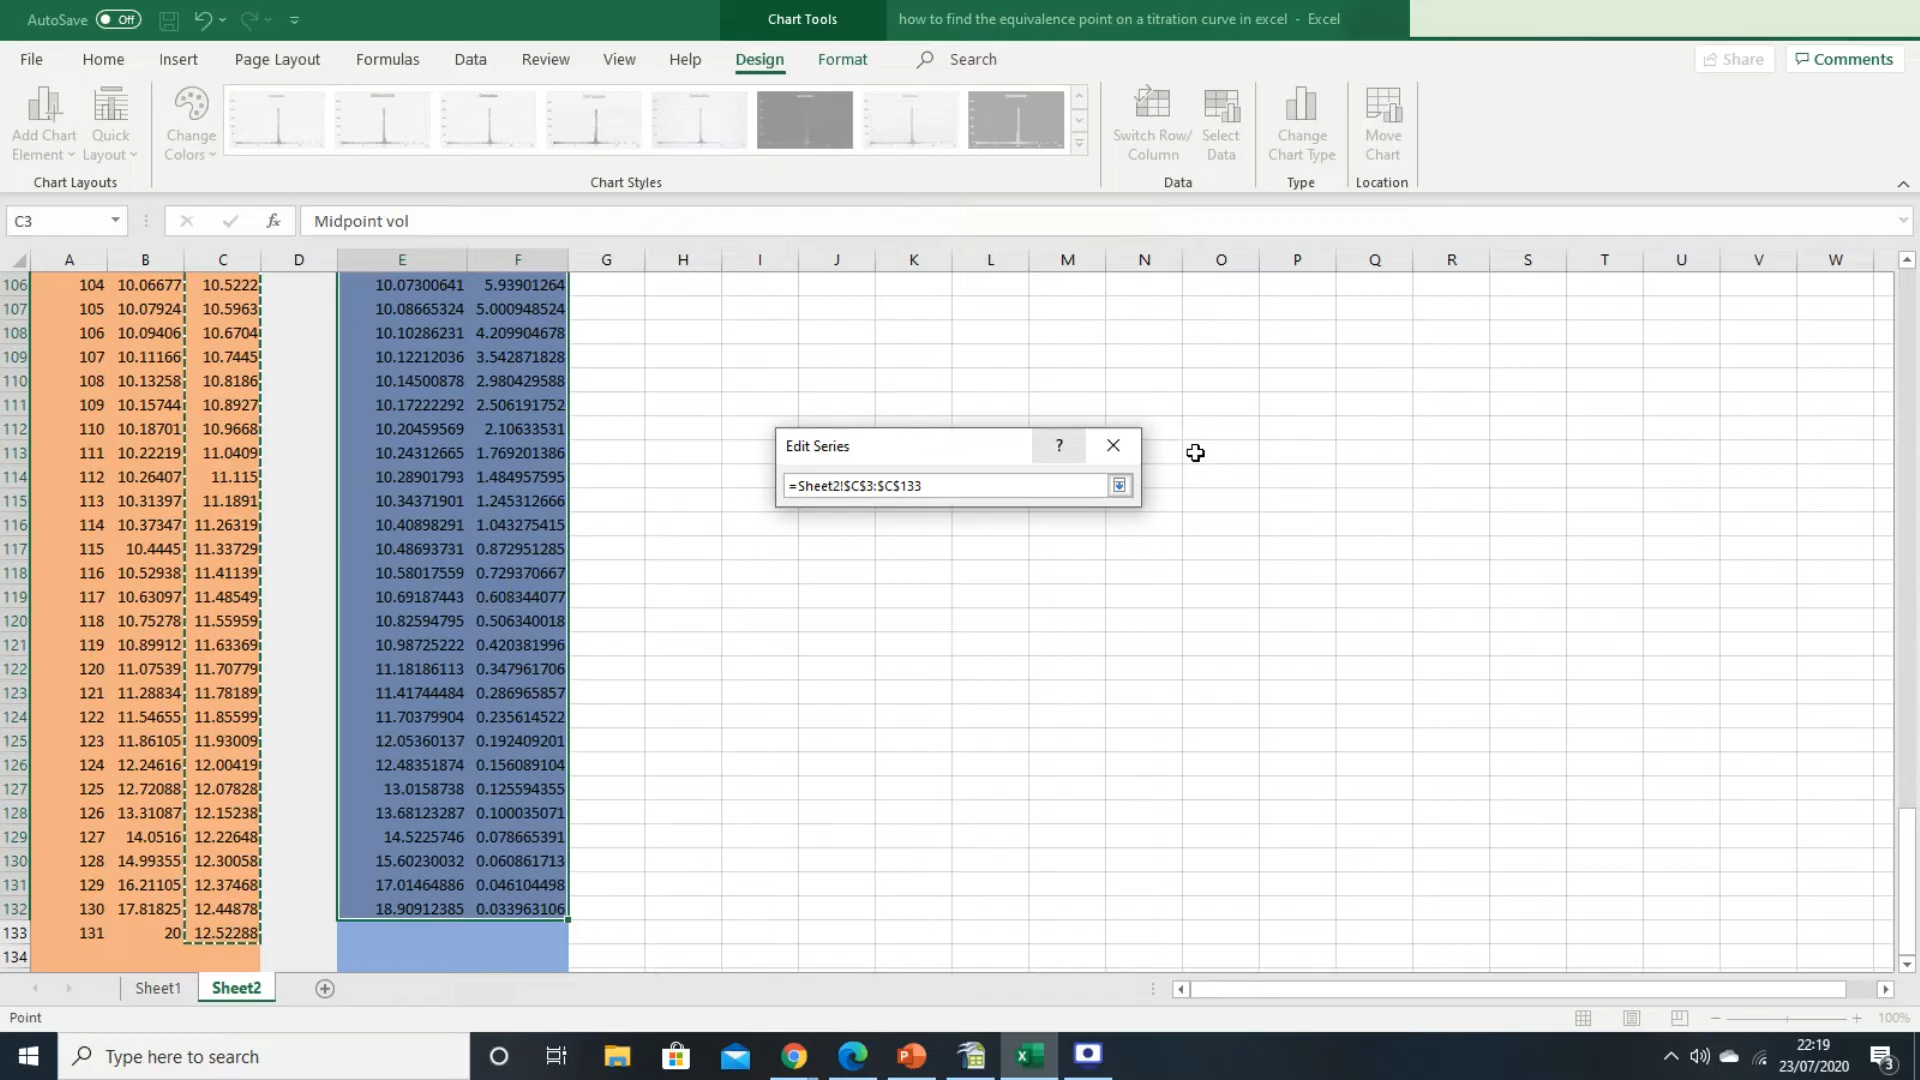 AutoSave Off
Chart Tools
how to find the equivalence point on a titration curve in excel - Excel
File Home Insert Page Layout Formulas Data Review View Help Design Format Search Share Comments
Add Chart Element
Quick Layout
Change Colors
Switch Row/ Column
Select Data
Change Chart Type
Move Chart
Chart Layouts
Chart Styles
Data
Type
Location
C3 fx Midpoint vol
A B C D E F G H I J K L M N O P Q R S T U V W
106 104 10.06677 10.5222 10.07300641 5.93901264
107 105 10.07924 10.5963 10.08665324 5.000948524
108 106 10.09406 10.6704 10.10286231 4.209904678
109 107 10.11166 10.7445 10.12212036 3.542871828
110 108 10.13258 10.8186 10.14500878 2.980429588
111 109 10.15744 10.8927 10.17222292 2.506191752
112 110 10.18701 10.9668 10.20459569 2.10633531
113 111 10.22219 11.0409 10.24312665 1.769201386
114 112 10.26407 11.115 10.28901793 1.484957595
115 113 10.31397 11.1891 10.34371901 1.245312666
116 114 10.37347 11.26319 10.40898291 1.043275415
117 115 10.4445 11.33729 10.48693731 0.872951285
118 116 10.52938 11.41139 10.58017559 0.729370667
119 117 10.63097 11.48549 10.69187443 0.608344077
120 118 10.75278 11.55959 10.82594795 0.506340018
121 119 10.89912 11.63369 10.98725222 0.420381996
122 120 11.07539 11.70779 11.18186113 0.347961706
123 121 11.28834 11.78189 11.41744484 0.286965857
124 122 11.54655 11.85599 11.70379904 0.235614522
125 123 11.86105 11.93009 12.05360137 0.192409201
126 124 12.24616 12.00419 12.48351874 0.156089104
127 125 12.72088 12.07828 13.0158738 0.125594355
128 126 13.31087 12.15238 13.68123287 0.100035071
129 127 14.0516 12.22648 14.5225746 0.078665391
130 128 14.99355 12.30058 15.60230032 0.060861713
131 129 16.21105 12.37468 17.01464886 0.046104498
132 130 17.81825 12.44878 18.90912385 0.033963106
133 131 20 12.52288
134
Edit Series ?
=Sheet2!$C$3:$C$133
Sheet1 Sheet2
Point
100%
Type here to search
22:19
23/07/2020
3